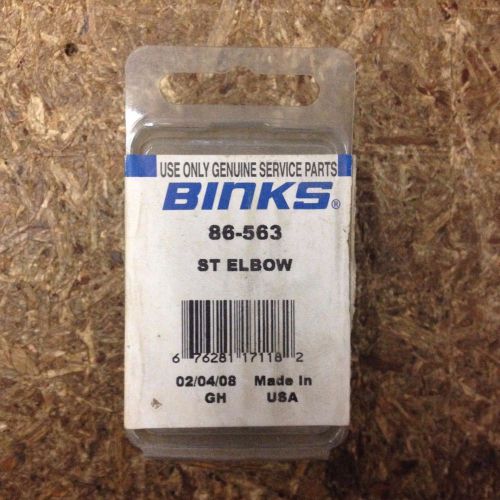 USE ONLY GENUINE SERVICE PARTS
BINKS®
86-563
ST ELBOW
6 76281 17118 2
02/04/08 Made In
GH USA